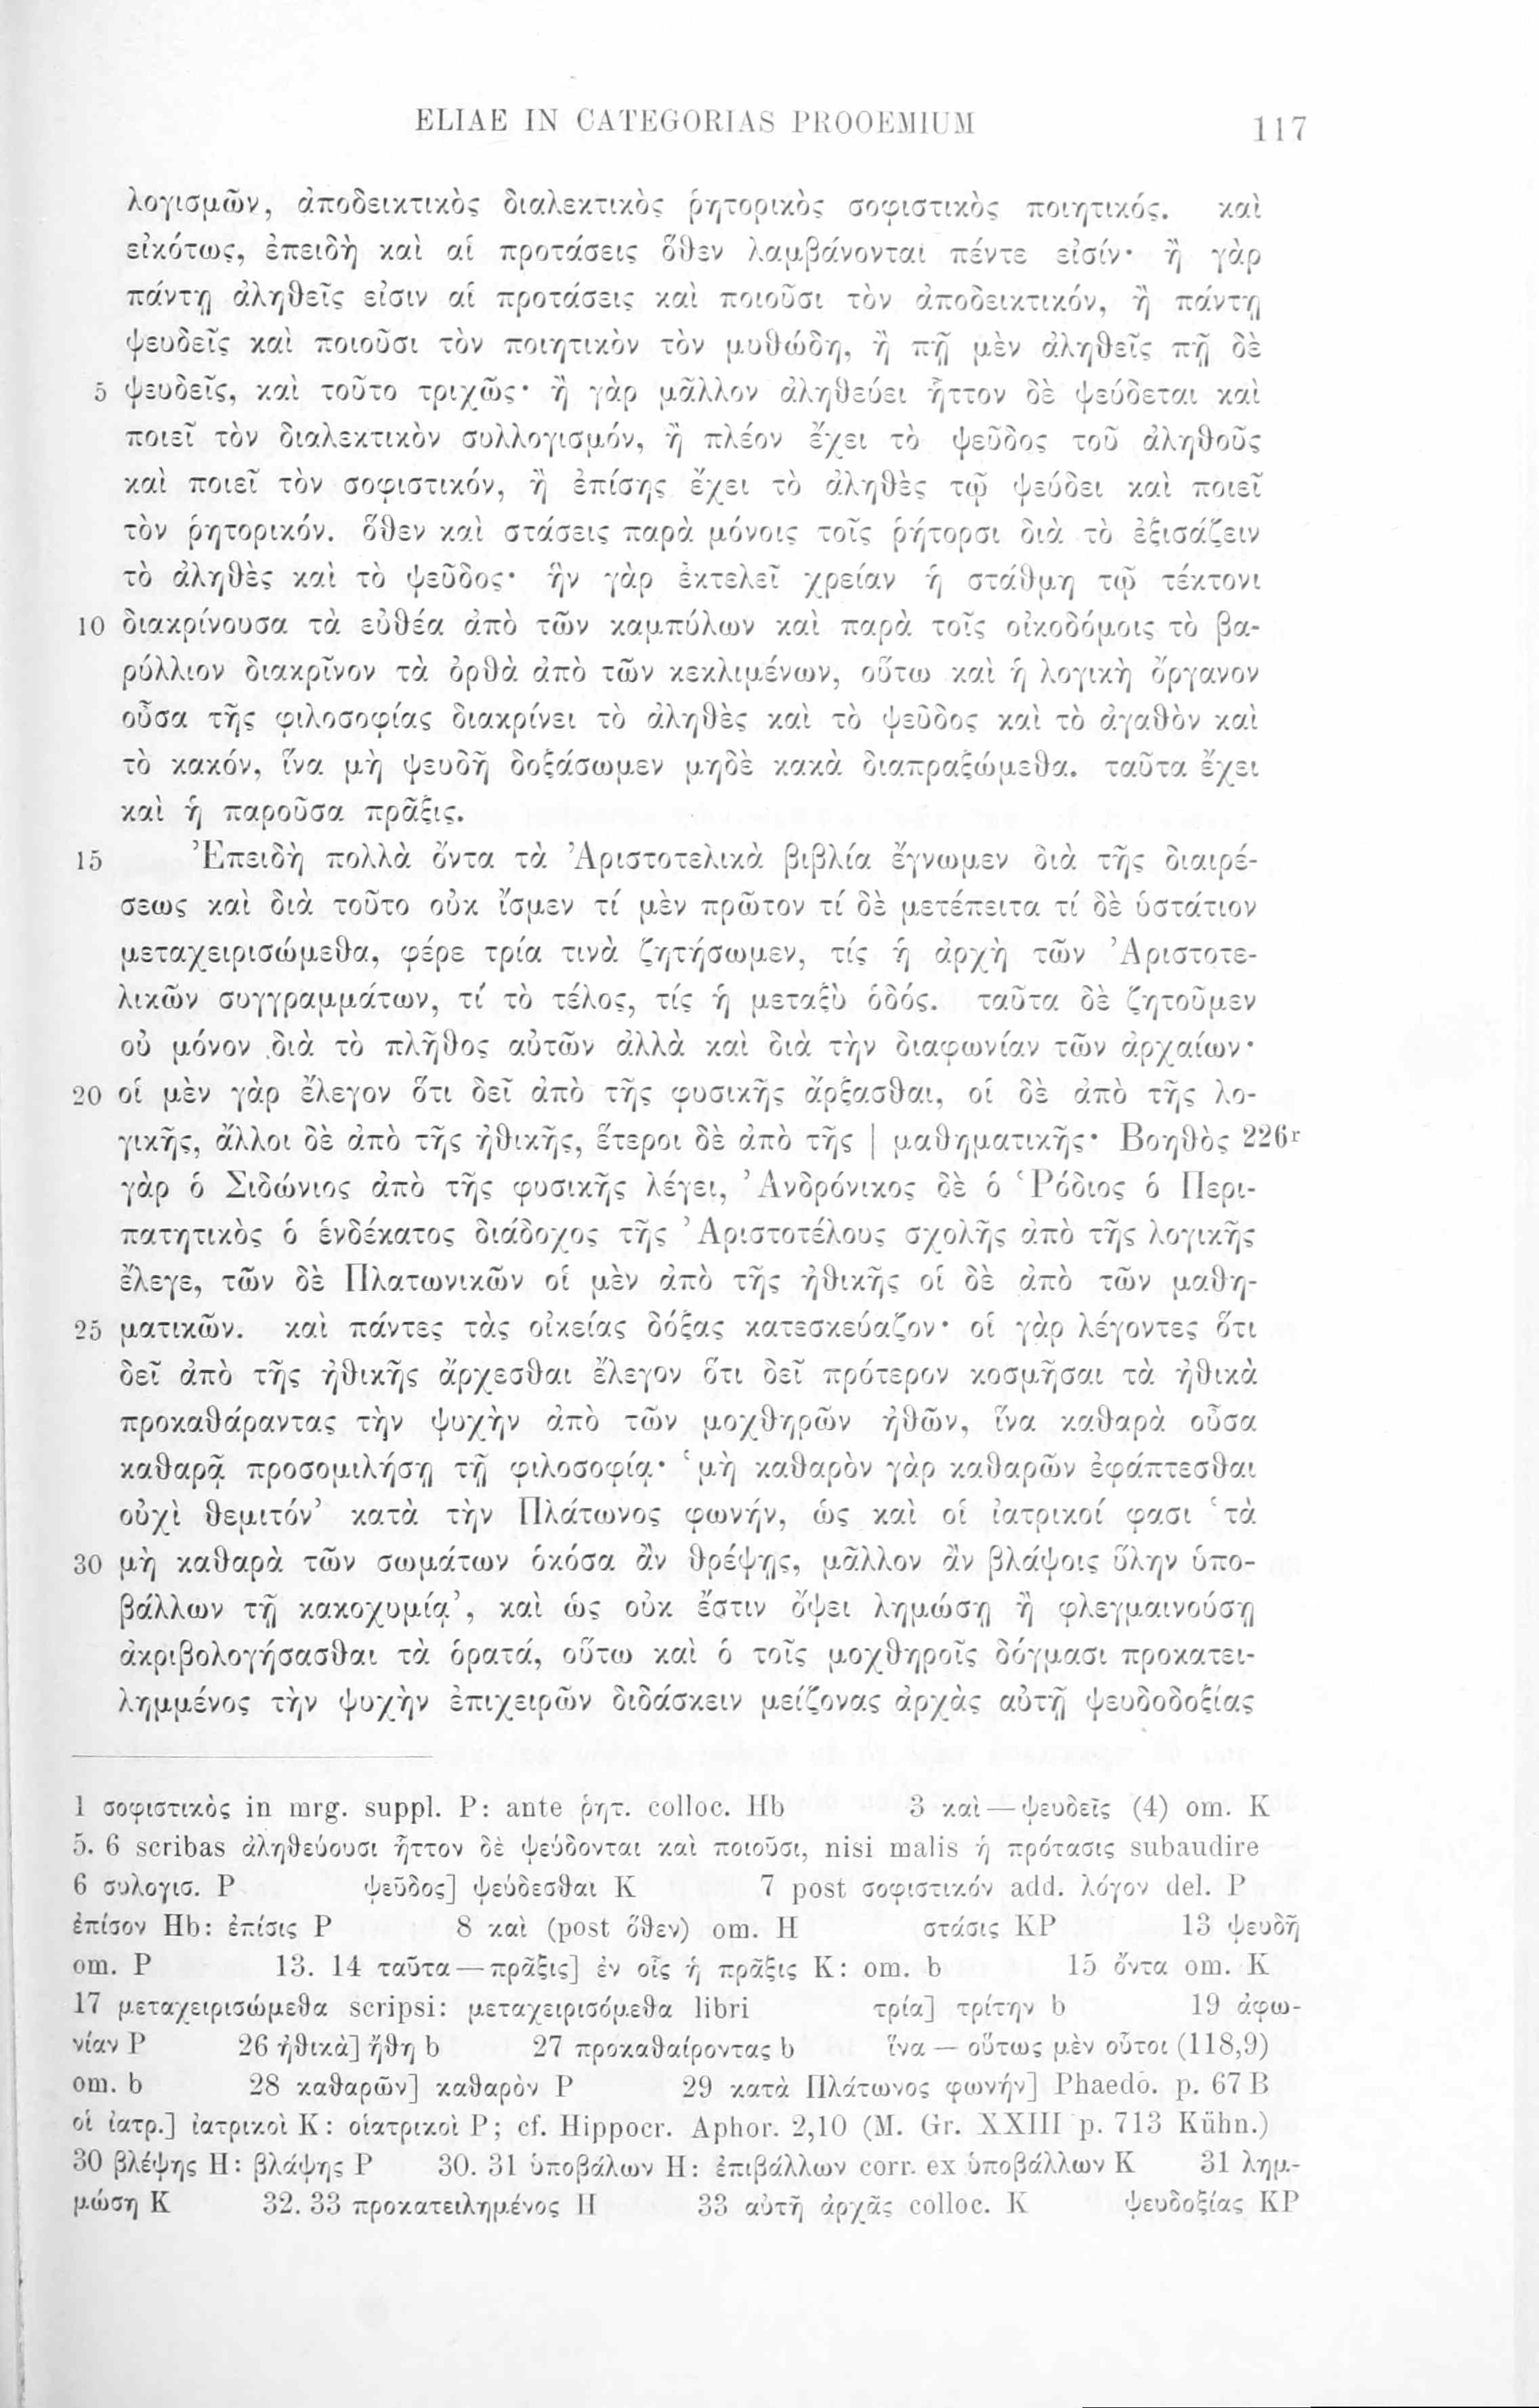 ELIAE IN CATEGORIAS PROOEMIUM 117
λογισμῶν, ἀποδεικτικὸς διαλεκτικὸς ῥητορικὸς σοφιστικὸς ποιητικός. καὶ
εἰκότως, ἐπειδὴ καὶ αἱ προτάσεις ὅθεν λαμβάνονται πέντε εἰσίν· ἢ γὰρ
πάντῃ ἀληθεῖς εἰσιν αἱ προτάσεις καὶ ποιοῦσι τὸν ἀποδεικτικόν, ἢ πάντῃ
ψευδεῖς καὶ ποιοῦσι τὸν ποιητικὸν τὸν μυθώδη, ἢ πῇ μὲν ἀληθεῖς πῇ δὲ
5 ψευδεῖς, καὶ τοῦτο τριχῶς· ἢ γὰρ μᾶλλον ἀληθεύει ἧττον δὲ ψεύδεται καὶ
ποιεῖ τὸν διαλεκτικὸν συλλογισμόν, ἢ πλέον ἔχει τὸ ψεῦδος τοῦ ἀληθοῦς
καὶ ποιεῖ τὸν σοφιστικόν, ἢ ἐπίσης ἔχει τὸ ἀληθὲς τῷ ψεύδει καὶ ποιεῖ
τὸν ῥητορικόν. ὅθεν καὶ στάσεις παρὰ μόνοις τοῖς ῥήτορσι διὰ τὸ ἐξισάζειν
τὸ ἀληθὲς καὶ τὸ ψεῦδος· ἣν γὰρ ἐκτελεῖ χρείαν ἡ στάθμη τῷ τέκτονι
10 διακρίνουσα τὰ εὐθέα ἀπὸ τῶν καμπύλων καὶ παρὰ τοῖς οἰκοδόμοις τὸ βα-
ρύλλιον διακρῖνον τὰ ὀρθὰ ἀπὸ τῶν κεκλιμένων, οὕτω καὶ ἡ λογικὴ ὄργανον
οὖσα τῆς φιλοσοφίας διακρίνει τὸ ἀληθὲς καὶ τὸ ψεῦδος καὶ τὸ ἀγαθὸν καὶ
τὸ κακόν, ἵνα μὴ ψευδῆ δοξάσωμεν μηδὲ κακὰ διαπραξώμεθα. ταῦτα ἔχει
καὶ ἡ παροῦσα πρᾶξις.
15 Ἐπειδὴ πολλὰ ὄντα τὰ Ἀριστοτελικὰ βιβλία ἔγνωμεν διὰ τῆς διαιρέ-
σεως καὶ διὰ τοῦτο οὐκ ἴσμεν τί μὲν πρῶτον τί δὲ μετέπειτα τί δὲ ὑστάτιον
μεταχειρισώμεθα, φέρε τρία τινὰ ζητήσωμεν, τίς ἡ ἀρχὴ τῶν Ἀριστοτε-
λικῶν συγγραμμάτων, τί τὸ τέλος, τίς ἡ μεταξὺ ὁδός. ταῦτα δὲ ζητοῦμεν
οὐ μόνον διὰ τὸ πλῆθος αὐτῶν ἀλλὰ καὶ διὰ τὴν διαφωνίαν τῶν ἀρχαίων·
20 οἱ μὲν γὰρ ἔλεγον ὅτι δεῖ ἀπὸ τῆς φυσικῆς ἄρξασθαι, οἱ δὲ ἀπὸ τῆς λο-
γικῆς, ἄλλοι δὲ ἀπὸ τῆς ἠθικῆς, ἕτεροι δὲ ἀπὸ τῆς | μαθηματικῆς· Βοηθὸς 226r
γὰρ ὁ Σιδώνιος ἀπὸ τῆς φυσικῆς λέγει, Ἀνδρόνικος δὲ ὁ Ῥόδιος ὁ Περι-
πατητικὸς ὁ ἑνδέκατος διάδοχος τῆς Ἀριστοτέλους σχολῆς ἀπὸ τῆς λογικῆς
ἔλεγε, τῶν δὲ Πλατωνικῶν οἱ μὲν ἀπὸ τῆς ἠθικῆς οἱ δὲ ἀπὸ τῶν μαθη-
25 ματικῶν. καὶ πάντες τὰς οἰκείας δόξας κατεσκεύαζον· οἱ γὰρ λέγοντες ὅτι
δεῖ ἀπὸ τῆς ἠθικῆς ἄρχεσθαι ἔλεγον ὅτι δεῖ πρότερον κοσμῆσαι τὰ ἠθικὰ
προκαθάραντας τὴν ψυχὴν ἀπὸ τῶν μοχθηρῶν ἠθῶν, ἵνα καθαρὰ οὖσα
καθαρᾷ προσομιλήσῃ τῇ φιλοσοφίᾳ· ‘μὴ καθαρὸν γὰρ καθαρῶν ἐφάπτεσθαι
οὐχὶ θεμιτόν’ κατὰ τὴν Πλάτωνος φωνήν, ὡς καὶ οἱ ἰατρικοί φασι ‘τὰ
30 μὴ καθαρὰ τῶν σωμάτων ὁκόσα ἂν θρέψῃς, μᾶλλον ἂν βλάψοις ὕλην ὑπο-
βάλλων τῇ κακοχυμίᾳ’, καὶ ὡς οὐκ ἔστιν ὄψει λημώσῃ ἢ φλεγμαινούσῃ
ἀκριβολογήσασθαι τὰ ὁρατά, οὕτω καὶ ὁ τοῖς μοχθηροῖς δόγμασι προκατει-
λημμένος τὴν ψυχὴν ἐπιχειρῶν διδάσκειν μείζονας ἀρχὰς αὐτῇ ψευδοδοξίας
1 σοφιστικὸς in mrg. suppl. P: ante ῥητ. colloc. Hb 3 καὶ — ψευδεῖς (4) om. K
5. 6 scribas ἀληθεύουσι ἧττον δὲ ψεύδονται καὶ ποιοῦσι, nisi malis ἡ πρότασις subaudire
6 συλογισ. P ψεῦδος] ψεύδεσθαι K 7 post σοφιστικόν add. λόγον del. P
ἐπίσον Hb: ἐπίσις P 8 καὶ (post ὅθεν) om. H στάσις KP 13 ψευδῆ
om. P 13. 14 ταῦτα — πρᾶξις] ἐν οἷς ἡ πρᾶξις K: om. b 15 ὄντα om. K
17 μεταχειρισώμεθα scripsi: μεταχειρισόμεθα libri τρία] τρίτην b 19 ἀφω-
νίαν P 26 ἠθικὰ] ἤθη b 27 προκαθαίροντας b ἵνα — οὕτως μὲν οὗτοι (118,9)
om. b 28 καθαρῶν] καθαρὸν P 29 κατὰ Πλάτωνος φωνήν] Phaedo. p. 67 B
οἱ ἰατρ.] ἰατρικοὶ K: οἰατρικοὶ P; cf. Hippocr. Aphor. 2,10 (M. Gr. XXIII p. 713 Kühn.)
30 βλέψης H: βλάψης P 30. 31 ὑποβάλων H: ἐπιβάλλων corr. ex ὑποβάλλων K 31 λημ-
μώση K 32. 33 προκατειλημένος H 33 αὐτῇ ἀρχὰς colloc. K ψευδοξίας KP